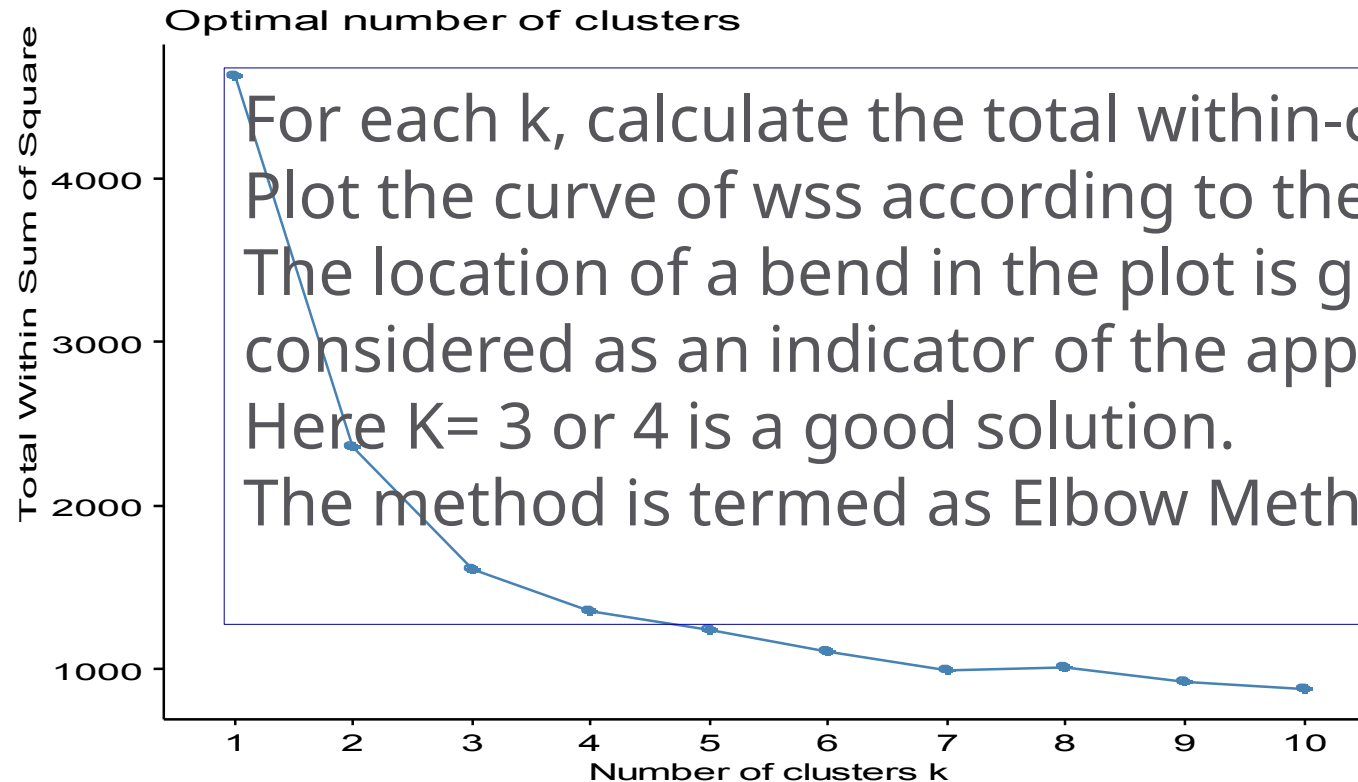 Optimal number of clusters
Total Within Sum of Square
4000
3000
2000
1000
For each k, calculate the total within-
Plot the curve of wss according to the
The location of a bend in the plot is g
considered as an indicator of the app
Here K= 3 or 4 is a good solution.
The method is termed as Elbow Meth
1 2 3 4 5 6 7 8 9 10
Number of clusters k